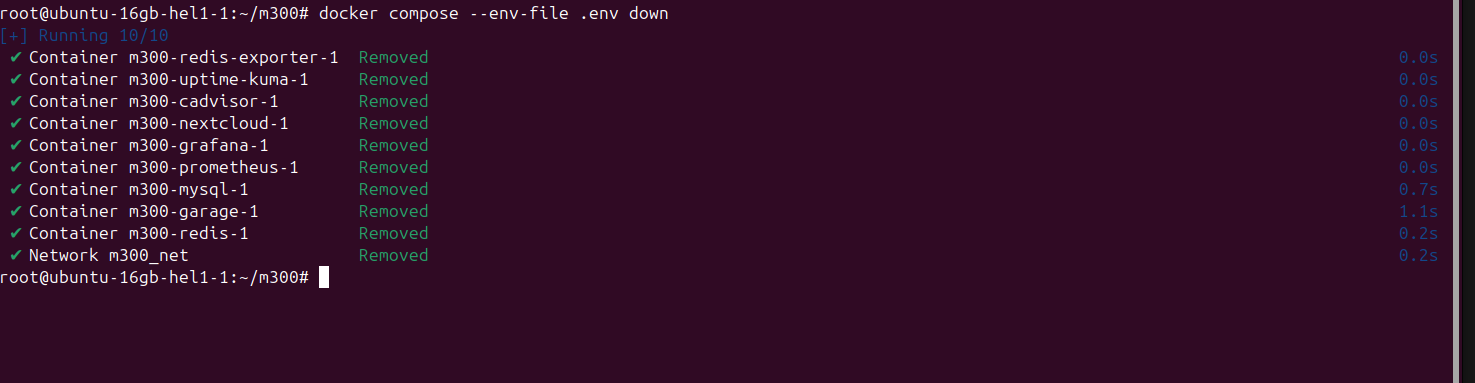 root@ubuntu-16gb-hel1-1:~/m300# docker compose --env-file .env down
[+] Running 10/10
✔ Container m300-redis-exporter-1 Removed 0.0s
✔ Container m300-uptime-kuma-1 Removed 0.0s
✔ Container m300-cadvisor-1 Removed 0.0s
✔ Container m300-nextcloud-1 Removed 0.0s
✔ Container m300-grafana-1 Removed 0.0s
✔ Container m300-prometheus-1 Removed 0.0s
✔ Container m300-mysql-1 Removed 0.7s
✔ Container m300-garage-1 Removed 1.1s
✔ Container m300-redis-1 Removed 0.2s
✔ Network m300_net Removed 0.2s
root@ubuntu-16gb-hel1-1:~/m300#